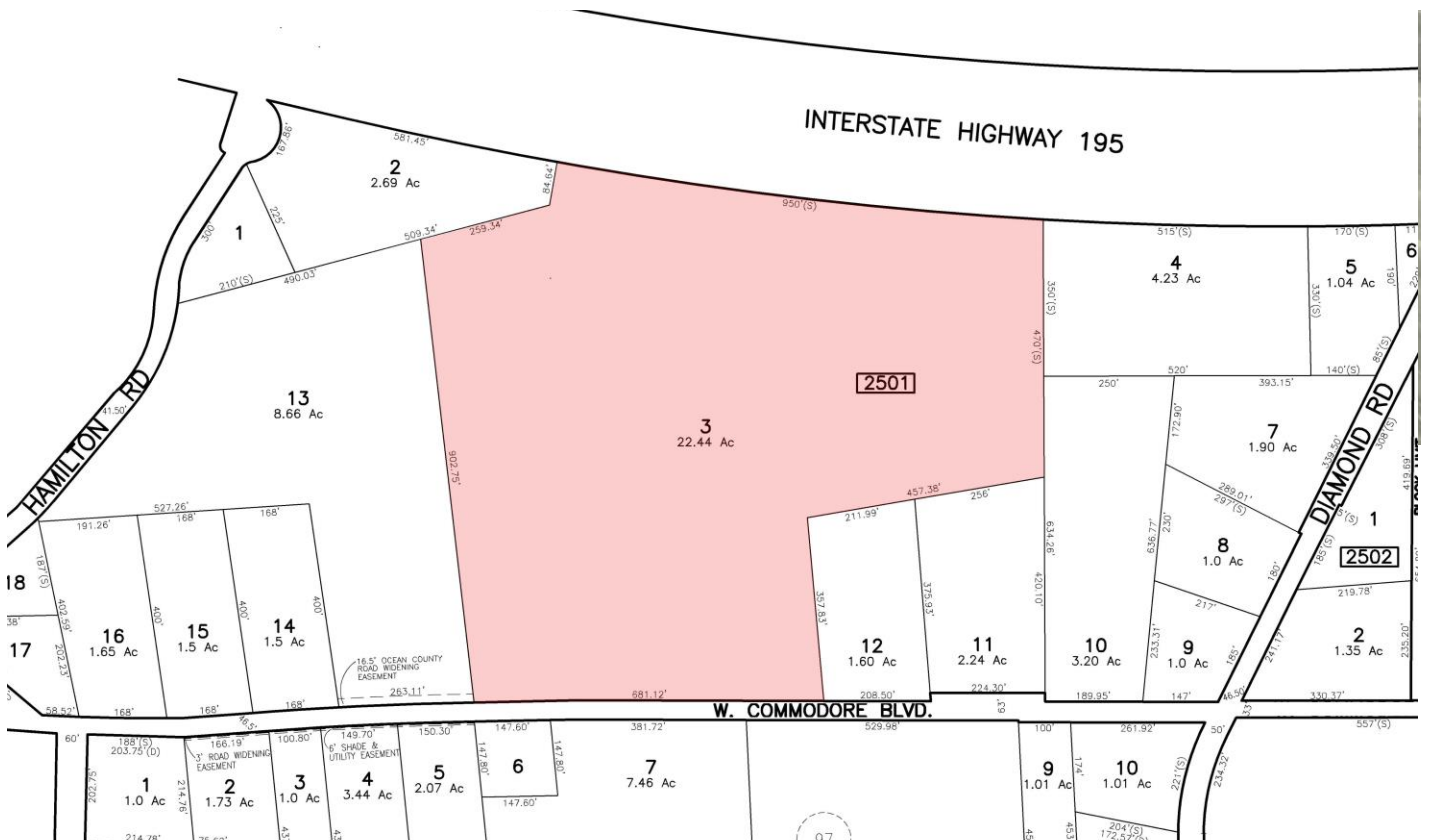 INTERSTATE HIGHWAY 195
167.86'
581.45'
2
2.69 Ac
84.64'
225'
300'
1
509.34'
259.34'
210'(S)
490.03'
950'(S)
515'(S)
170'(S)
11
4
4.23 Ac
5
1.04 Ac
6
190'
350'(S)
330'(S)
470'(S)
85'(S)
HAMILTON RD
41.50'
13
8.66 Ac
2501
520'
250'
393.15'
140'(S)
3
22.44 Ac
172.90'
7
1.90 Ac
339.50'
308'(S)
DIAMOND RD
419.69'
902.75'
457.38'
256'
211.99'
289.01'
297'(S)
527.26'
191.26'
168'
168'
5'(S)
1
185'(S)
2502
187'(S)
18
402.59'
400'
400'
400'
634.26'
636.77'
230'
8
1.0 Ac
180'
357.83'
375.93'
420.10'
217'
219.78'
38'
17
202.23'
16
1.65 Ac
15
1.5 Ac
14
1.5 Ac
12
1.60 Ac
11
2.24 Ac
10
3.20 Ac
233.31'
9
1.0 Ac
185'
241.17'
2
1.35 Ac
235.20'
16.5' OCEAN COUNTY
ROAD WIDENING
EASEMENT
263.11'
58.52'
168'
168'
168'
46.5'
681.12'
208.50'
224.30'
63'
189.95'
147'
46.50'
33'
330.37'
W. COMMODORE BLVD.
60'
188'(S)
203.75'(D)
166.19'
3' ROAD WIDENING
EASEMENT
100.80'
149.70'
6' SHADE &
UTILITY EASEMENT
150.30'
147.60'
381.72'
529.98'
100'
261.92'
50'
557'(S)
202.75'
1
1.0 Ac
214.76'
2
1.73 Ac
3
1.0 Ac
4
3.44 Ac
5
2.07 Ac
147.80'
6
147.80'
147.60'
7
7.46 Ac
9
1.01 Ac
174'
10
1.01 Ac
221'(S)
234.32'
214.78'
204'(S)
453